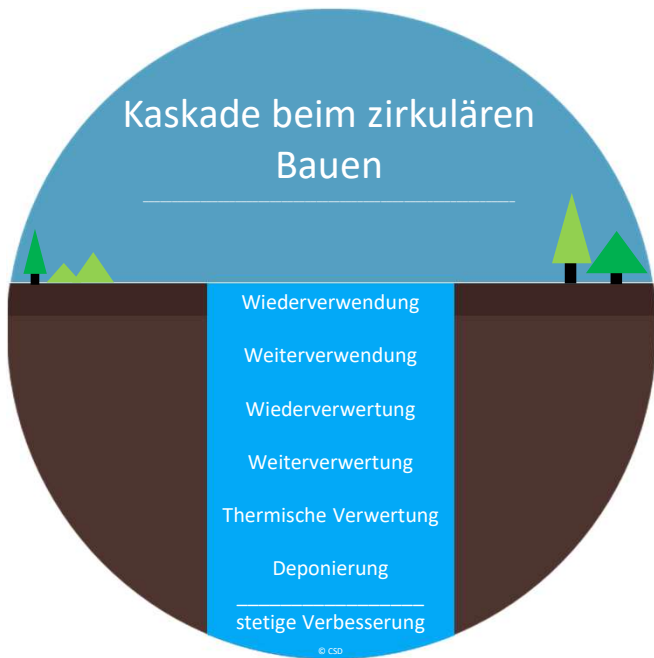 Kaskade beim zirkulären
Bauen
Wiederverwendung
Weiterverwendung
Wiederverwertung
Weiterverwertung
Thermische Verwertung
Deponierung
stetige Verbesserung
© CSD